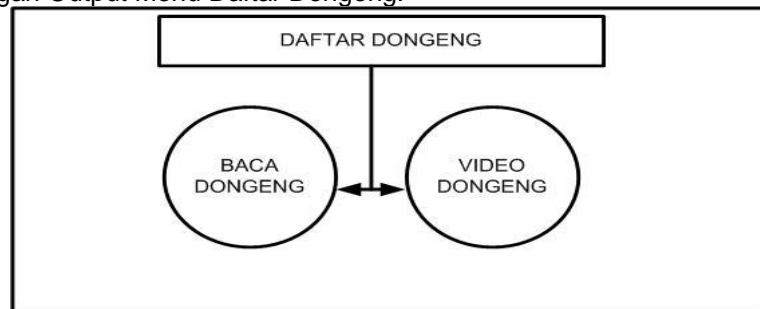 Output Menu Daftar Dongeng.
DAFTAR DONGENG
BACA
DONGENG
VIDEO
DONGENG